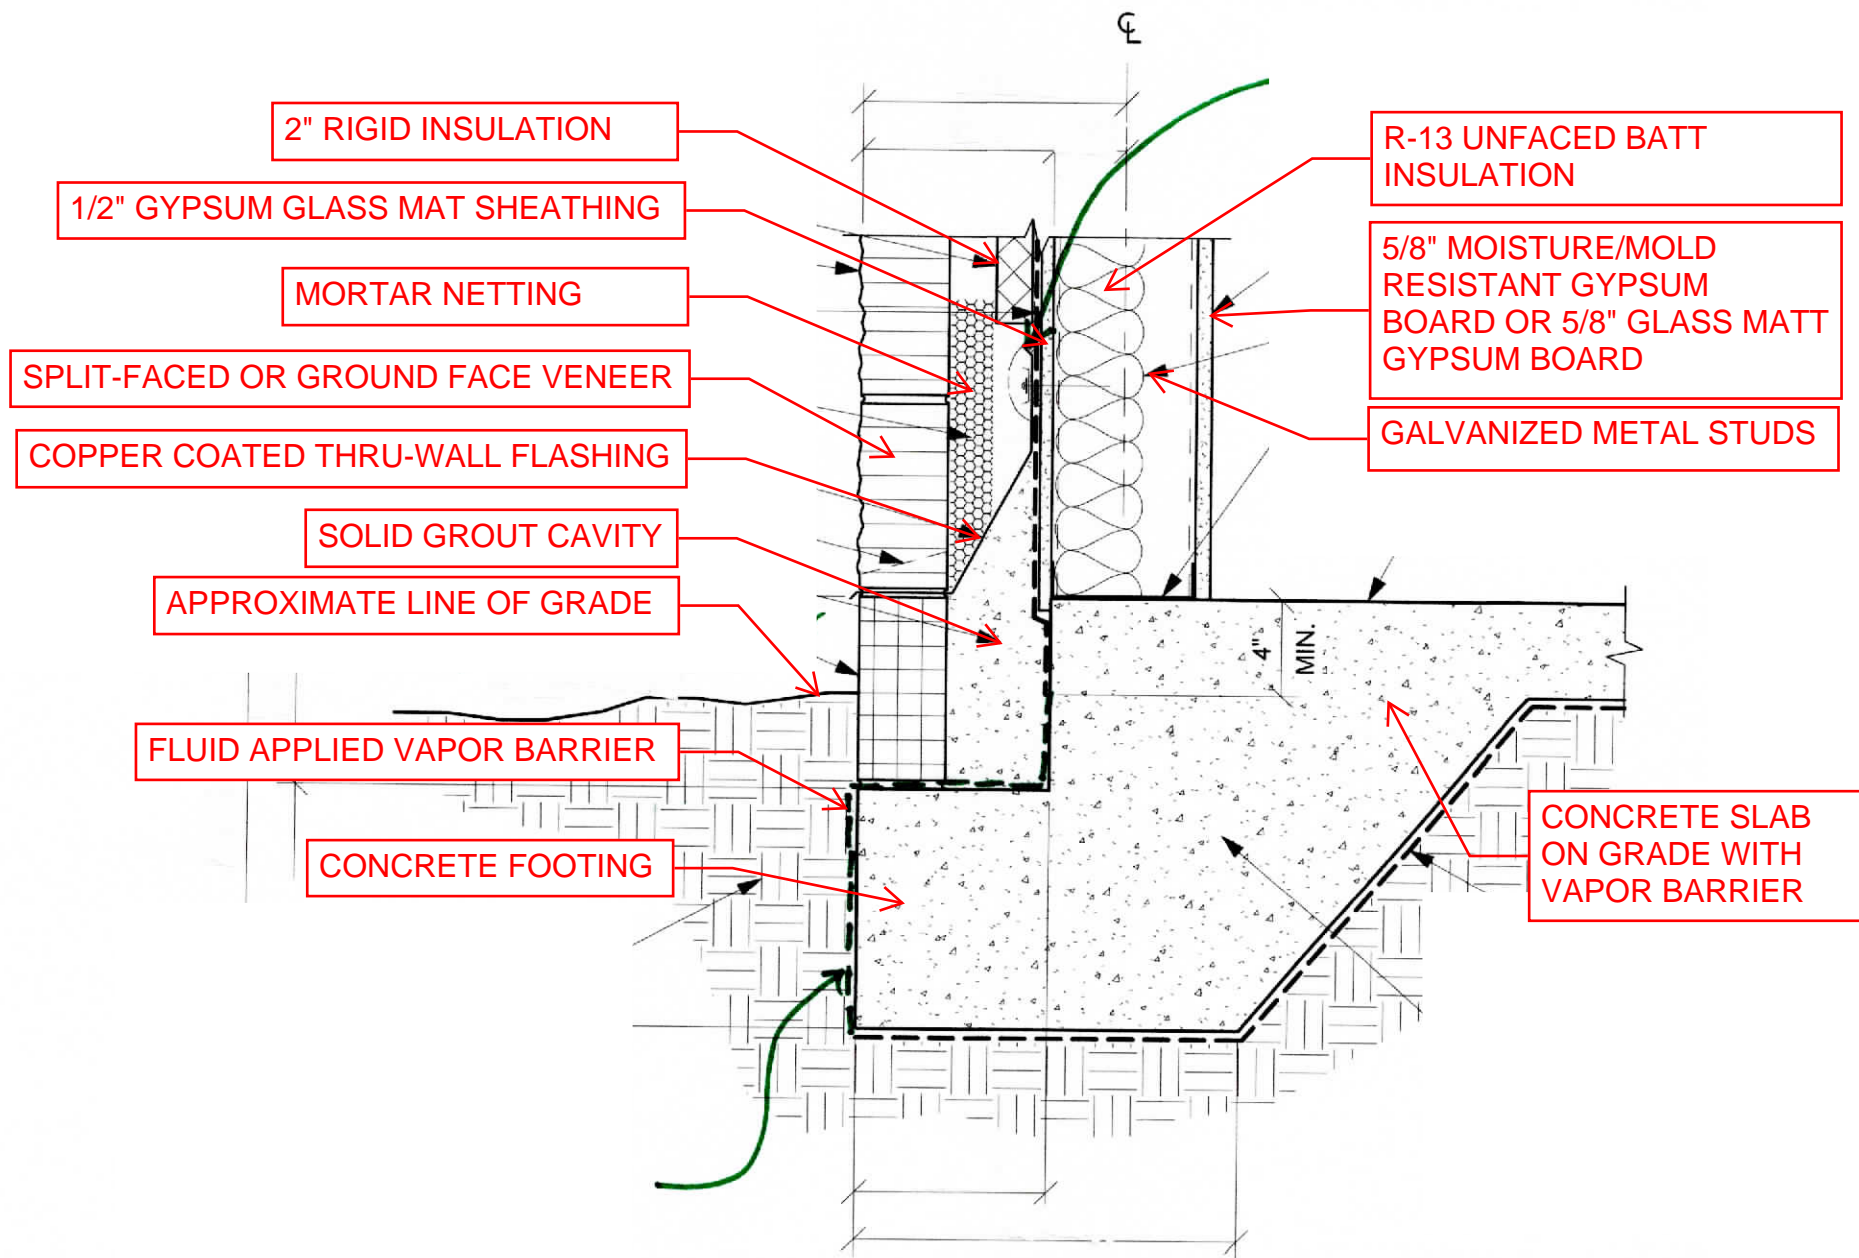 ℄
2" RIGID INSULATION
1/2" GYPSUM GLASS MAT SHEATHING
MORTAR NETTING
SPLIT-FACED OR GROUND FACE VENEER
COPPER COATED THRU-WALL FLASHING
SOLID GROUT CAVITY
APPROXIMATE LINE OF GRADE
FLUID APPLIED VAPOR BARRIER
CONCRETE FOOTING
R-13 UNFACED BATT
INSULATION
5/8" MOISTURE/MOLD
RESISTANT GYPSUM
BOARD OR 5/8" GLASS MATT
GYPSUM BOARD
GALVANIZED METAL STUDS
4"
MIN.
CONCRETE SLAB
ON GRADE WITH
VAPOR BARRIER